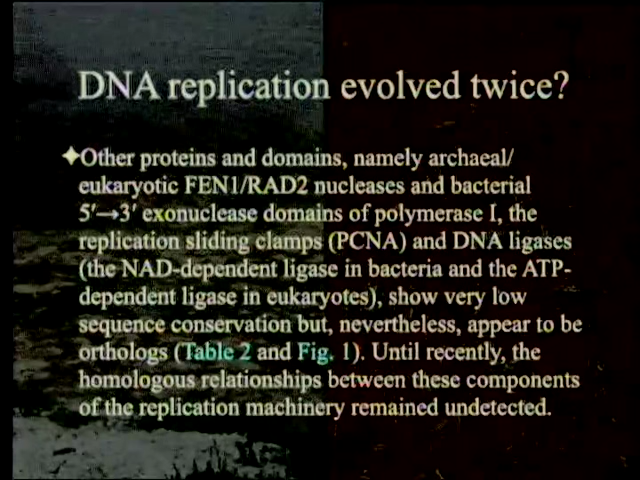 DNA replication evolved twice?
✦Other proteins and domains, namely archaeal/
eukaryotic FEN1/RAD2 nucleases and bacterial
5′→3′ exonuclease domains of polymerase I, the
replication sliding clamps (PCNA) and DNA ligases
(the NAD-dependent ligase in bacteria and the ATP-
dependent ligase in eukaryotes), show very low
sequence conservation but, nevertheless, appear to be
orthologs (Table 2 and Fig. 1). Until recently, the
homologous relationships between these components
of the replication machinery remained undetected.